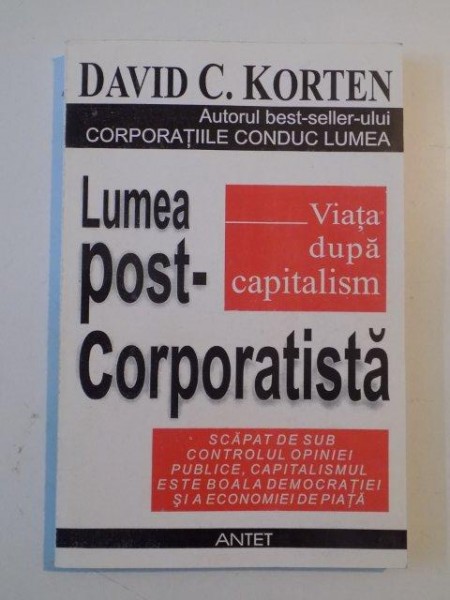 DAVID C. KORTEN
Autorul best-seller-ului
CORPORAȚIILE CONDUC LUMEA
Lumea
post-
Corporatistă
Viața
după
capitalism
SCĂPAT DE SUB
CONTROLUL OPINIEI
PUBLICE, CAPITALISMUL
ESTE BOALA DEMOCRAȚIEI
ȘI A ECONOMIEI DE PIAȚĂ
ANTET